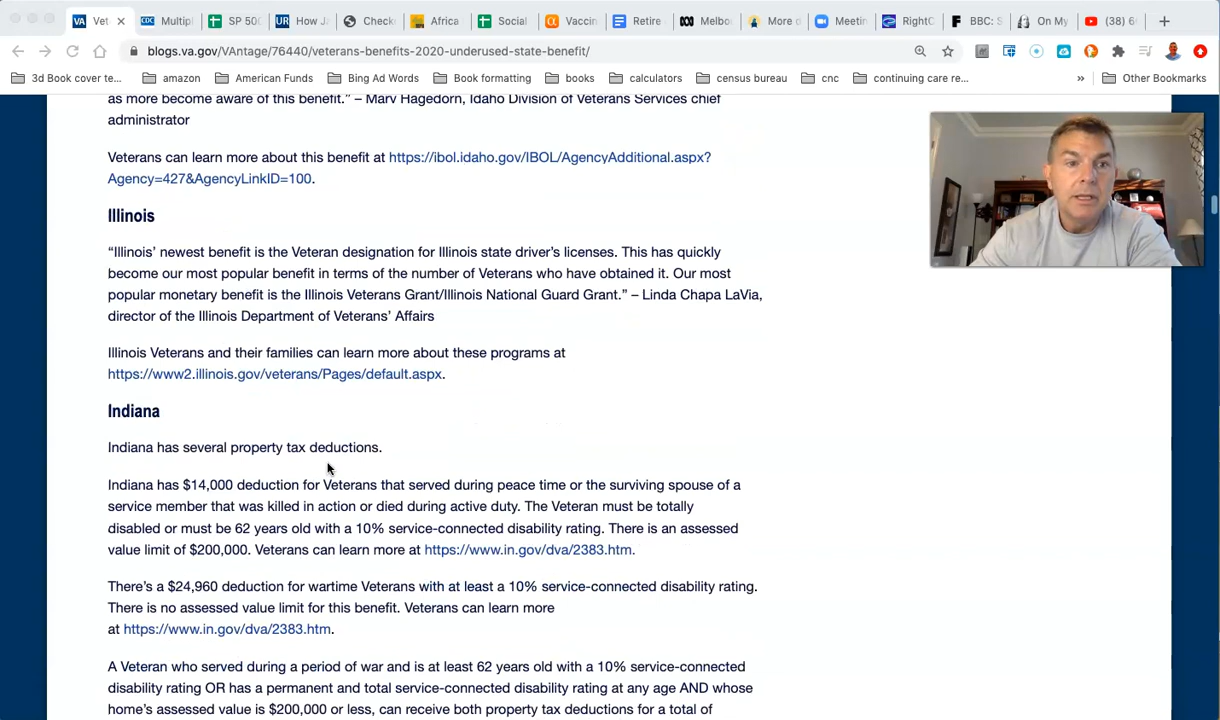 Vet
Multipl
SP 500
How Ja
Checke
Africa
Social
Vaccin
Retire
Melbo
More d
Meetin
RightC
BBC: S
On My
(38) 6
blogs.va.gov/VAntage/76440/veterans-benefits-2020-underused-state-benefit/
3d Book cover te...
amazon
American Funds
Bing Ad Words
Book formatting
books
calculators
census bureau
cnc
continuing care re...
»
Other Bookmarks
as more become aware of this benefit.” – Marv Hagedorn, Idaho Division of Veterans Services chief
administrator
Veterans can learn more about this benefit at https://ibol.idaho.gov/IBOL/AgencyAdditional.aspx?
Agency=427&AgencyLinkID=100.
Illinois
“Illinois’ newest benefit is the Veteran designation for Illinois state driver’s licenses. This has quickly
become our most popular benefit in terms of the number of Veterans who have obtained it. Our most
popular monetary benefit is the Illinois Veterans Grant/Illinois National Guard Grant.” – Linda Chapa LaVia,
director of the Illinois Department of Veterans’ Affairs
Illinois Veterans and their families can learn more about these programs at
https://www2.illinois.gov/veterans/Pages/default.aspx.
Indiana
Indiana has several property tax deductions.
Indiana has $14,000 deduction for Veterans that served during peace time or the surviving spouse of a
service member that was killed in action or died during active duty. The Veteran must be totally
disabled or must be 62 years old with a 10% service-connected disability rating. There is an assessed
value limit of $200,000. Veterans can learn more at https://www.in.gov/dva/2383.htm.
There’s a $24,960 deduction for wartime Veterans with at least a 10% service-connected disability rating.
There is no assessed value limit for this benefit. Veterans can learn more
at https://www.in.gov/dva/2383.htm.
A Veteran who served during a period of war and is at least 62 years old with a 10% service-connected
disability rating OR has a permanent and total service-connected disability rating at any age AND whose
home’s assessed value is $200,000 or less, can receive both property tax deductions for a total of